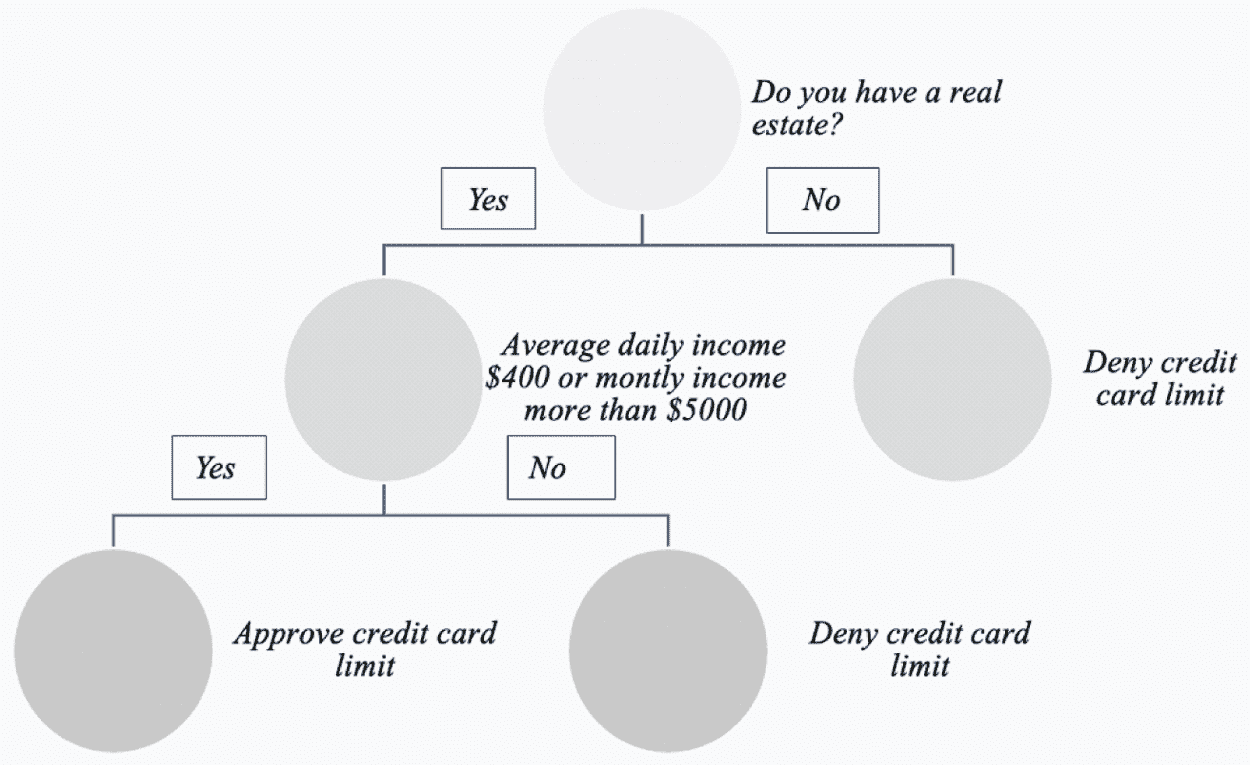 Do you have a real
estate?
Yes
No
Average daily income
$400 or montly income
more than $5000
Deny credit
card limit
Yes
No
Approve credit card
limit
Deny credit card
limit